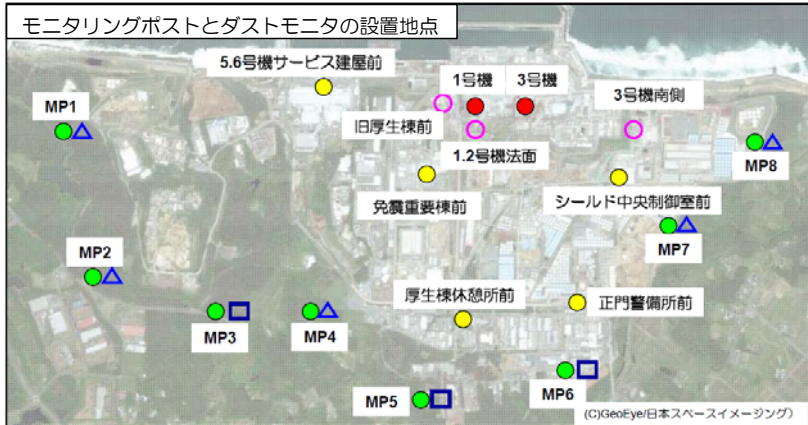 モニタリングポストとダストモニタの設置地点
5.6号機サービス建屋前
1号機
3号機
3号機南側
MP1
旧厚生棟前
1.2号機法面
MP8
免震重要棟前
シールド中央制御室前
MP7
MP2
厚生棟休憩所前
正門警備所前
MP3
MP4
MP5
MP6
(C)GeoEye/日本スペースイメージング)